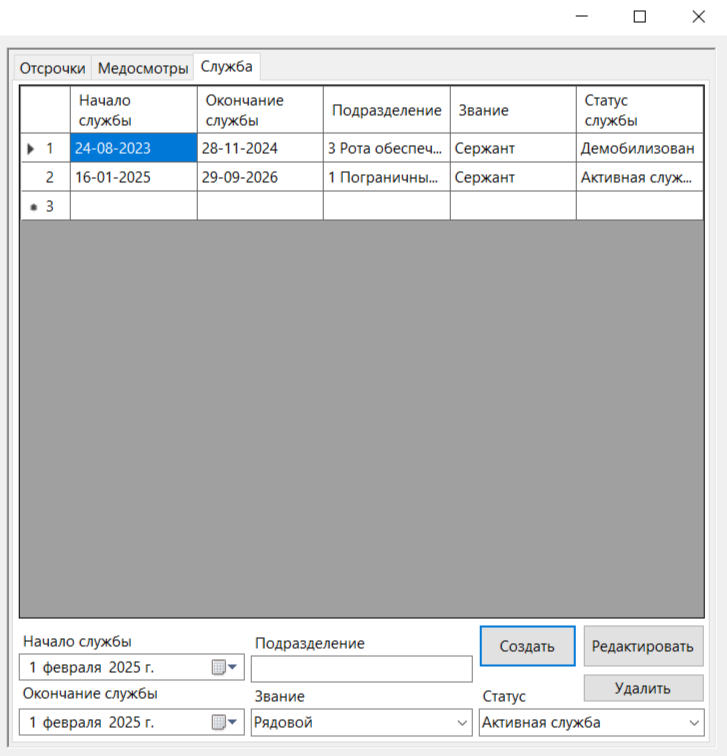 Отсрочки Медосмотры Служба
Начало службы Окончание службы Подразделение Звание Статус службы
1 24-08-2023 28-11-2024 3 Рота обеспеч... Сержант Демобилизован
2 16-01-2025 29-09-2026 1 Пограничны... Сержант Активная служ...
3
Начало службы Подразделение Создать Редактировать
1 февраля 2025 г.
Окончание службы Звание Статус Удалить
1 февраля 2025 г. Рядовой Активная служба